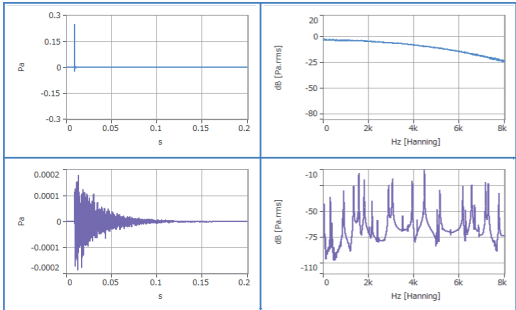 0.3
0.15
0
-0.15
-0.3
Pa
0 0.05 0.1 0.15 0.2
s
20
0
-25
-50
-80
dB [Pa.rrms]
0 2k 4k 6k 8k
Hz [Hanning]
0.0002
0.0001
0
-0.0001
-0.0002
Pa
0 0.05 0.1 0.15 0.2
s
-10
-50
-75
-110
dB [Pa.rrms]
0 2k 4k 6k 8k
Hz [Hanning]